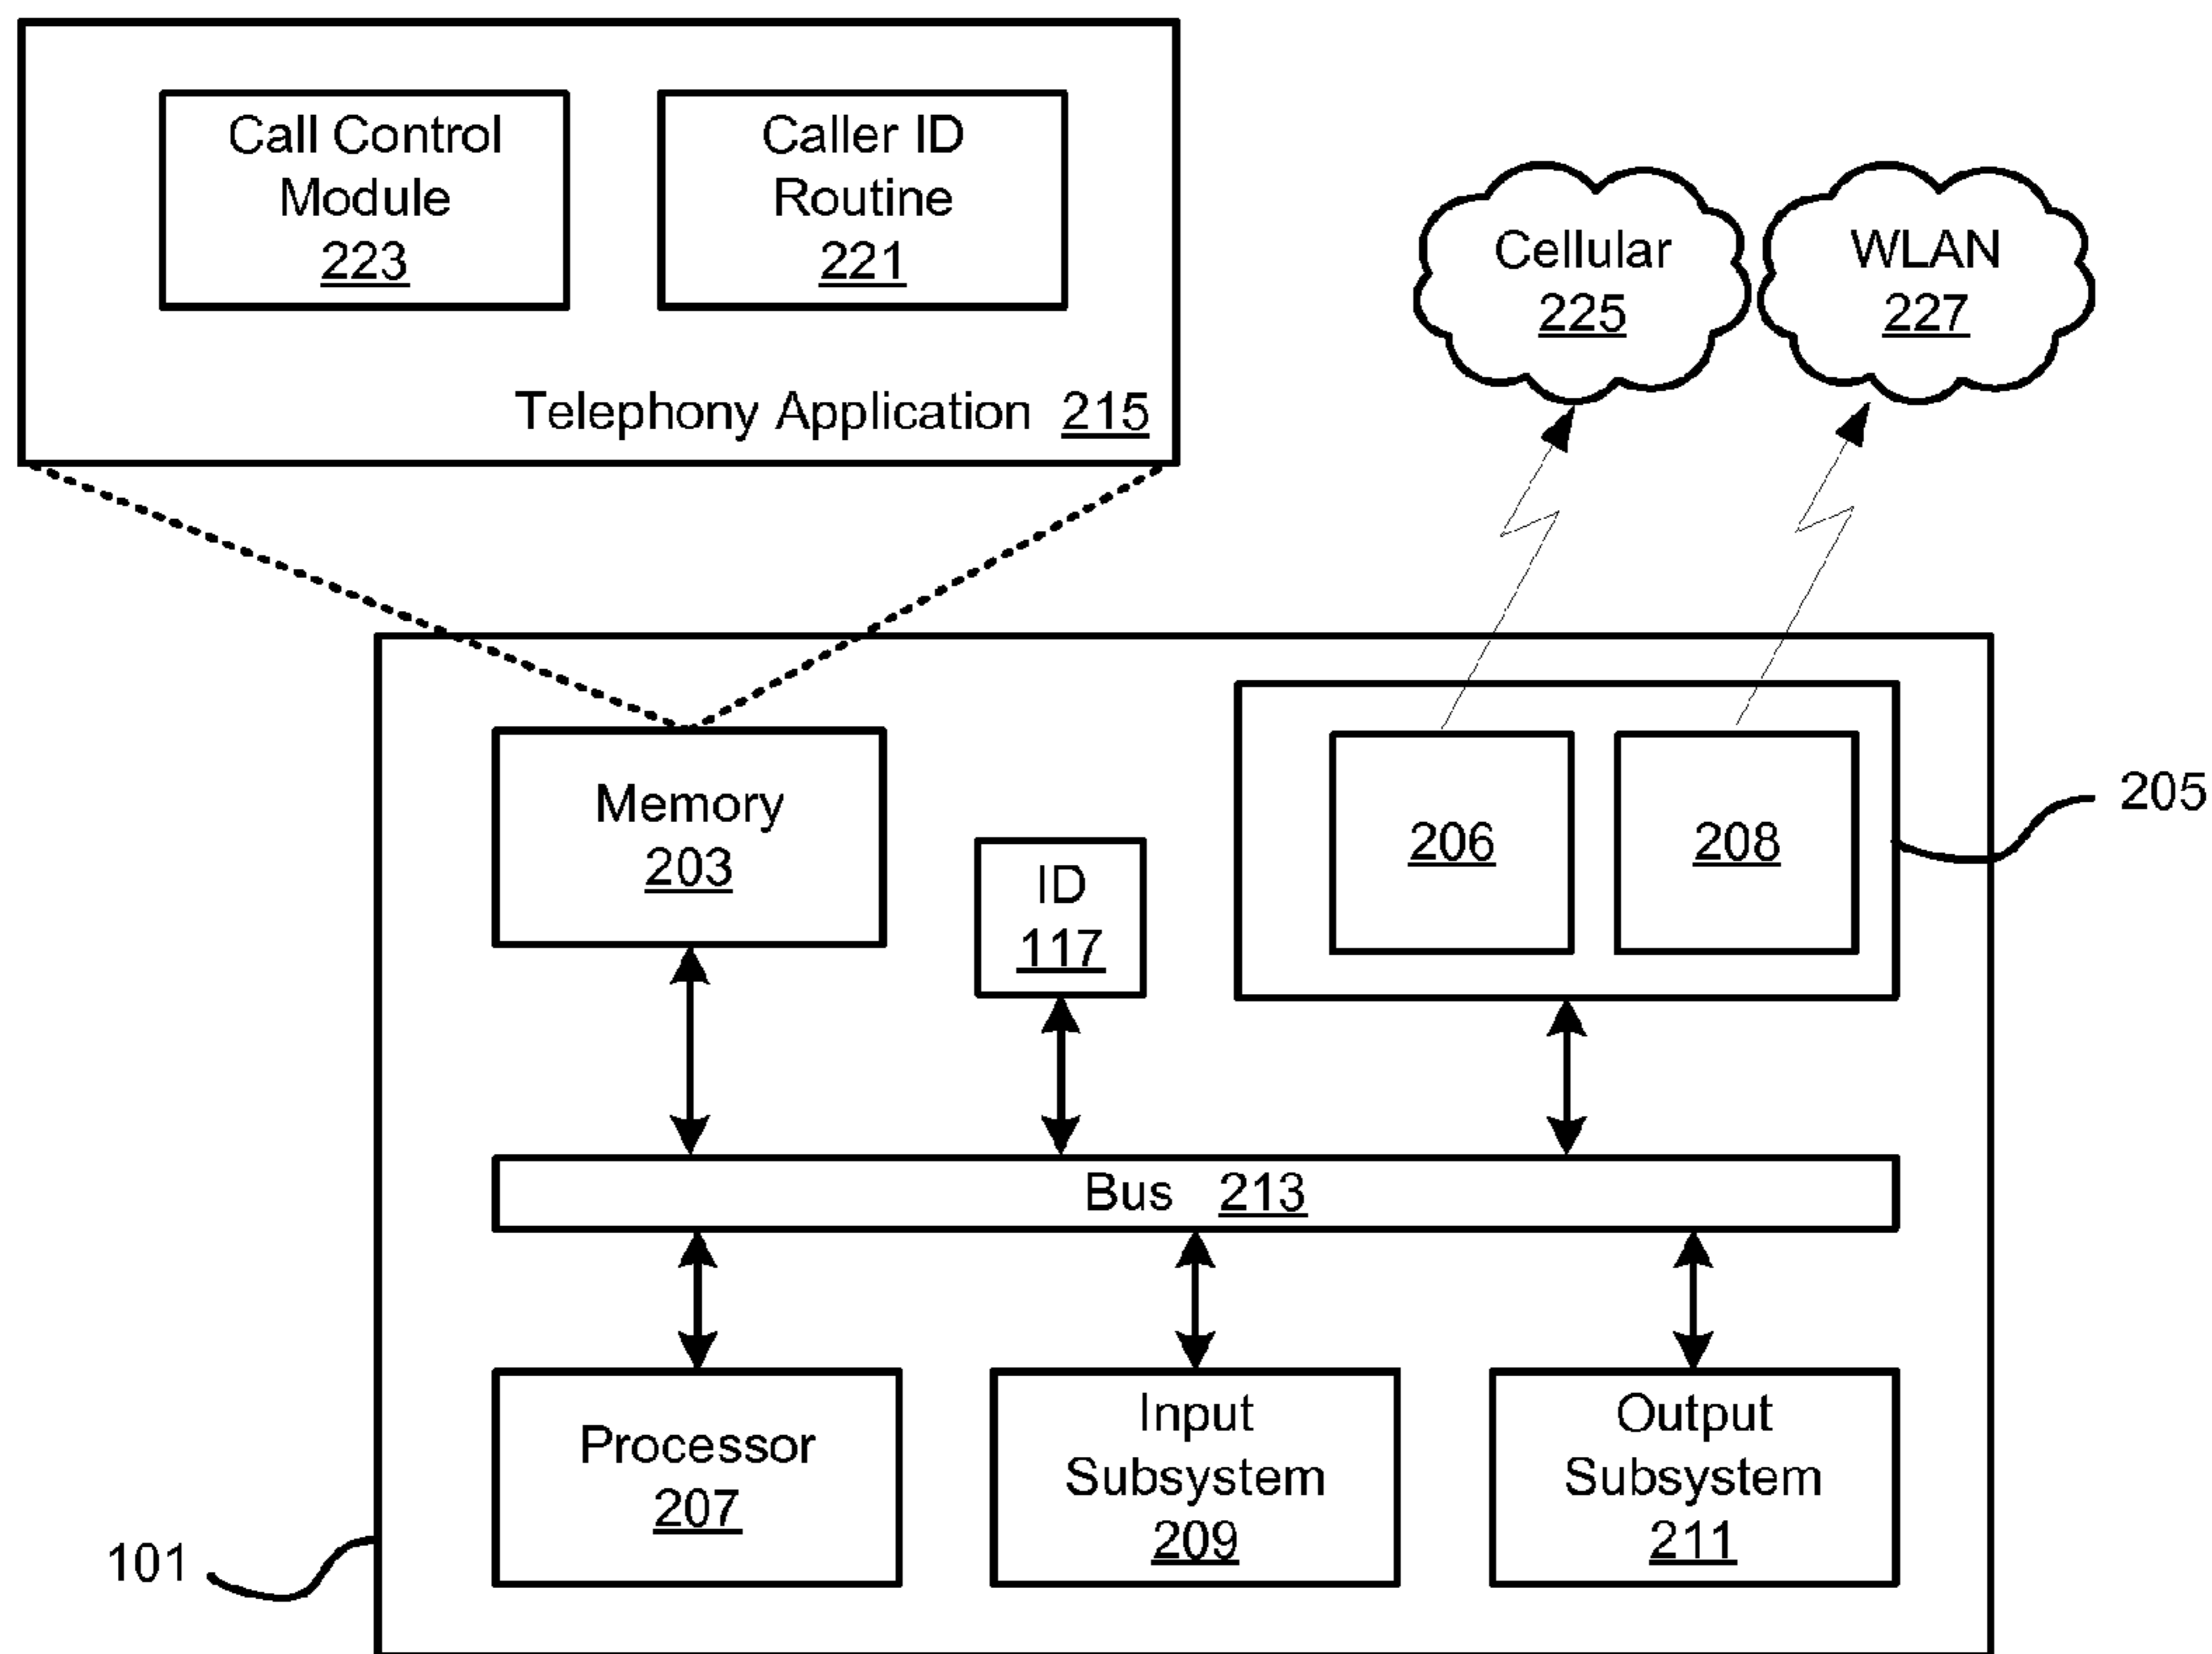 Call Control
Module
223
Caller ID
Routine
221
Telephony Application 215
Cellular
225
WLAN
227
Memory
203
ID
117
206
208
205
Bus 213
Processor
207
Input
Subsystem
209
Output
Subsystem
211
101